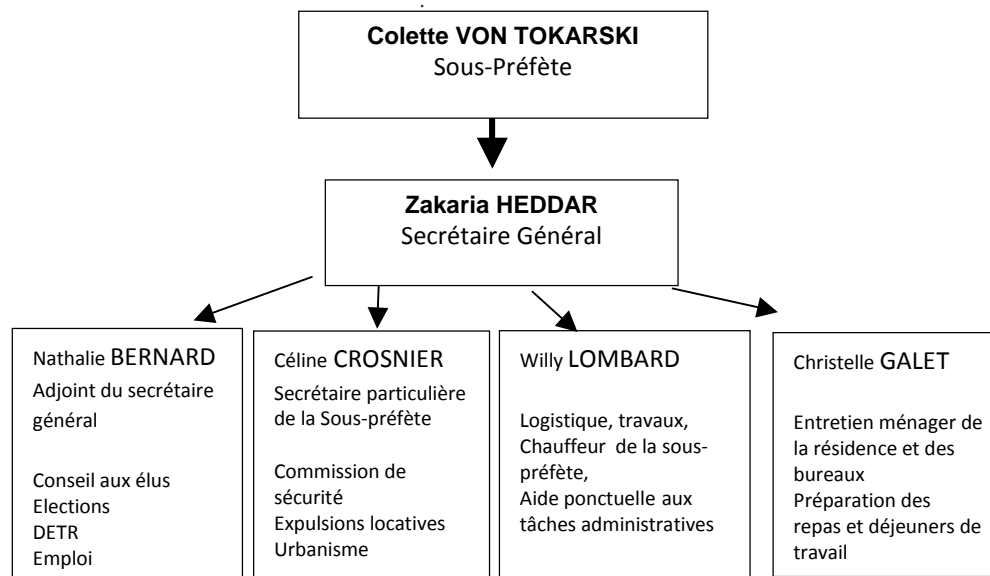 Colette VON TOKARSKI
Sous-Préfète
Zakaria HEDDAR
Secrétaire Général
Nathalie BERNARD
Adjoint du secrétaire
général
Conseil aux élus
Elections
DETR
Emploi
Céline CROSNIER
Secrétaire particulière
de la Sous-préfète
Commission de
sécurité
Expulsions locatives
Urbanisme
Willy LOMBARD
Logistique, travaux,
Chauffeur de la sous-
préfète,
Aide ponctuelle aux
tâches administratives
Christelle GALET
Entretien ménager de
la résidence et des
bureaux
Préparation des
repas et déjeuners de
travail